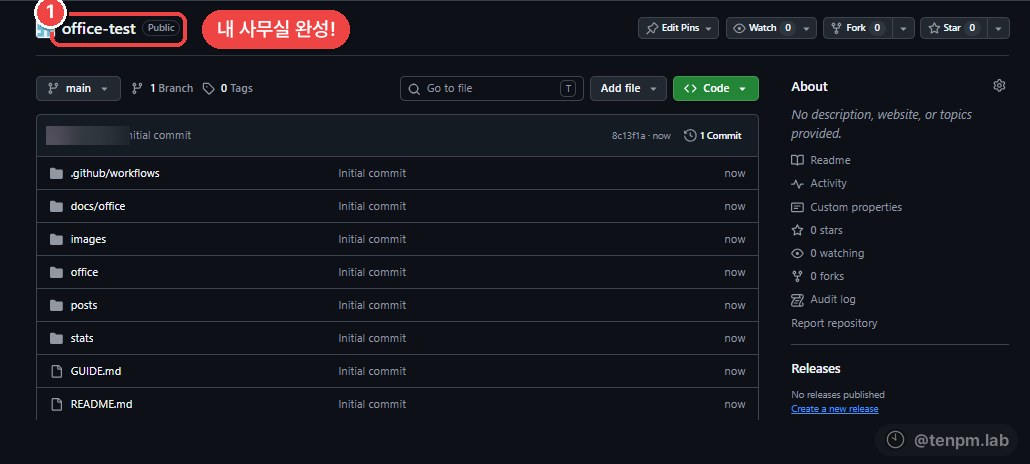 1
office-test Public
내 사무실 완성!
Edit Pins
Watch 0
Fork 0
Star 0
main
1 Branch
0 Tags
Go to file
T
Add file
Code
nitial commit
8c13f1a · now
1 Commit
.github/workflows Initial commit now
docs/office Initial commit now
images Initial commit now
office Initial commit now
posts Initial commit now
stats Initial commit now
GUIDE.md Initial commit now
README.md Initial commit now
About
No description, website, or topics
provided.
Readme
Activity
Custom properties
0 stars
0 watching
0 forks
Audit log
Report repository
Releases
No releases published
Create a new release
@tenpm.lab